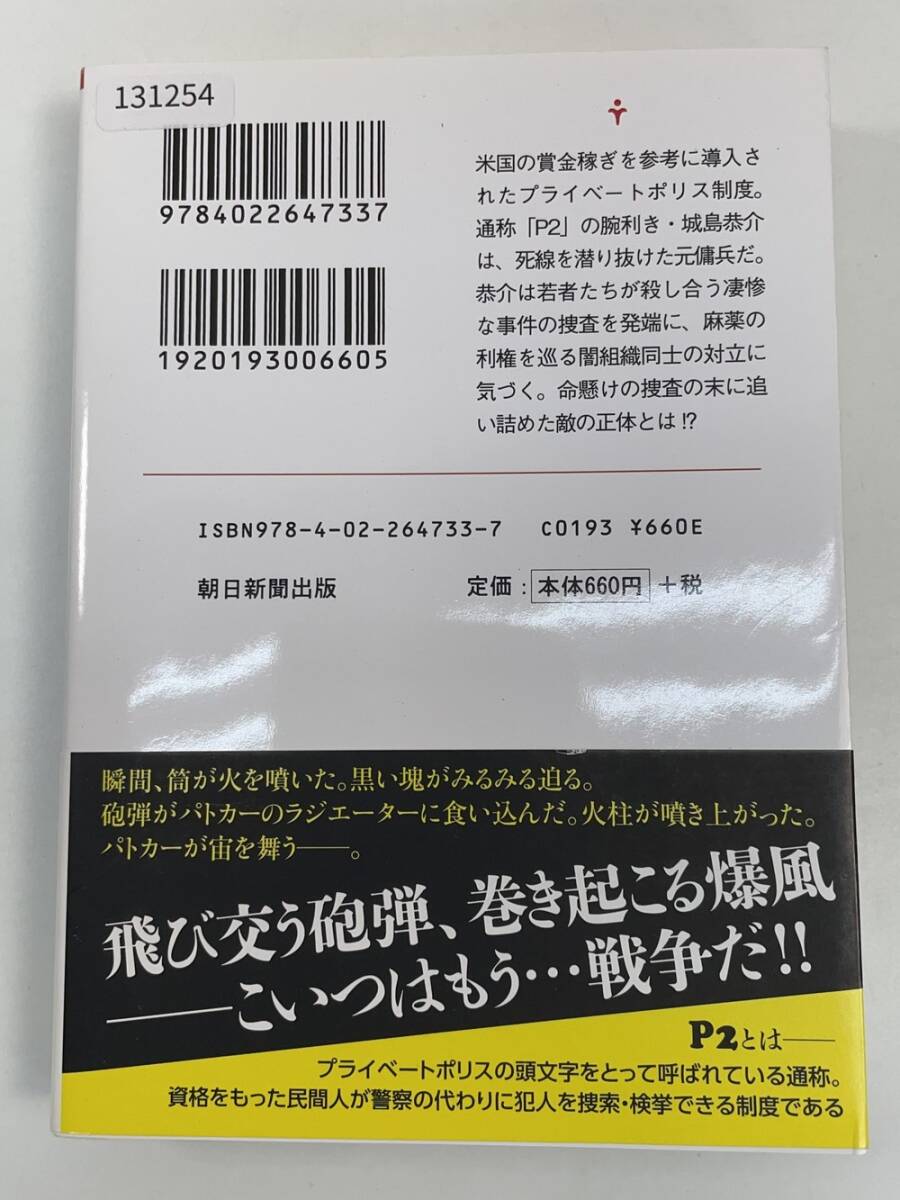 131254
9784022647337
1920193006605
米国の賞金稼ぎを参考に導入さ
れたプライベートポリス制度。
通称「P2」の腕利き・城島恭介
は、死線を潜り抜けた元傭兵だ。
恭介は若者たちが殺し合う凄惨
な事件の捜査を発端に、麻薬の
利権を巡る闇組織同士の対立に
気づく。命懸けの捜査の末に追
い詰めた敵の正体とは!?
ISBN978-4-02-264733-7 C0193 ¥660E
朝日新聞出版 定価：本体660円+税
瞬間、筒が火を噴いた。黒い塊がみるみる迫る。
砲弾がパトカーのラジエーターに食い込んだ。火柱が噴き上がった。
パトカーが宙を舞う――。
飛び交う砲弾、巻き起こる爆風
――こいつはもう…戦争だ!!
P2とは――
プライベートポリスの頭文字をとって呼ばれている通称。
資格をもった民間人が警察の代わりに犯人を捜索・検挙できる制度である